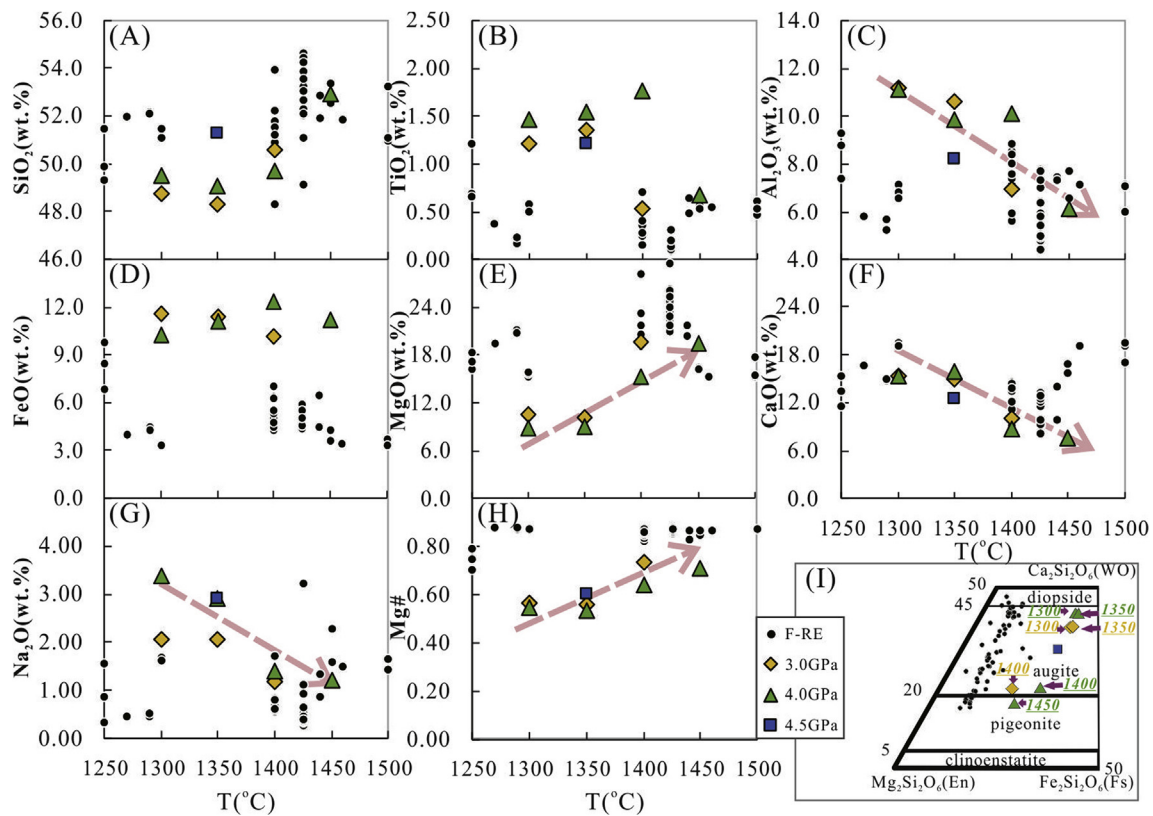 (A)
SiO₂(wt.%)
56.0
54.0
52.0
50.0
48.0
46.0
(B)
TiO₂(wt.%)
2.50
2.00
1.50
1.00
0.50
0.00
(C)
Al₂O₃(wt.%)
14.0
12.0
10.0
8.0
6.0
4.0
(D)
FeO(wt.%)
12.0
9.0
6.0
3.0
0.0
(E)
MgO(wt.%)
24.0
18.0
12.0
6.0
0.0
(F)
CaO(wt.%)
24.0
18.0
12.0
6.0
0.0
1250 1300 1350 1400 1450 1500
T(°C)
(G)
Na₂O(wt.%)
4.00
3.00
2.00
1.00
0.00
1250 1300 1350 1400 1450 1500
T(°C)
(H)
Mg#
0.80
0.60
0.40
0.20
0.00
1250 1300 1350 1400 1450 1500
T(°C)
F-RE
3.0GPa
4.0GPa
4.5GPa
(I)
Ca₂Si₂O₆(WO)
50
diopside
45
1300 1350
1300 1350
1400
augite
1400
20
1450
pigeonite
5
clinoenstatite
50
Mg₂Si₂O₆(En) Fe₂Si₂O₆(Fs)